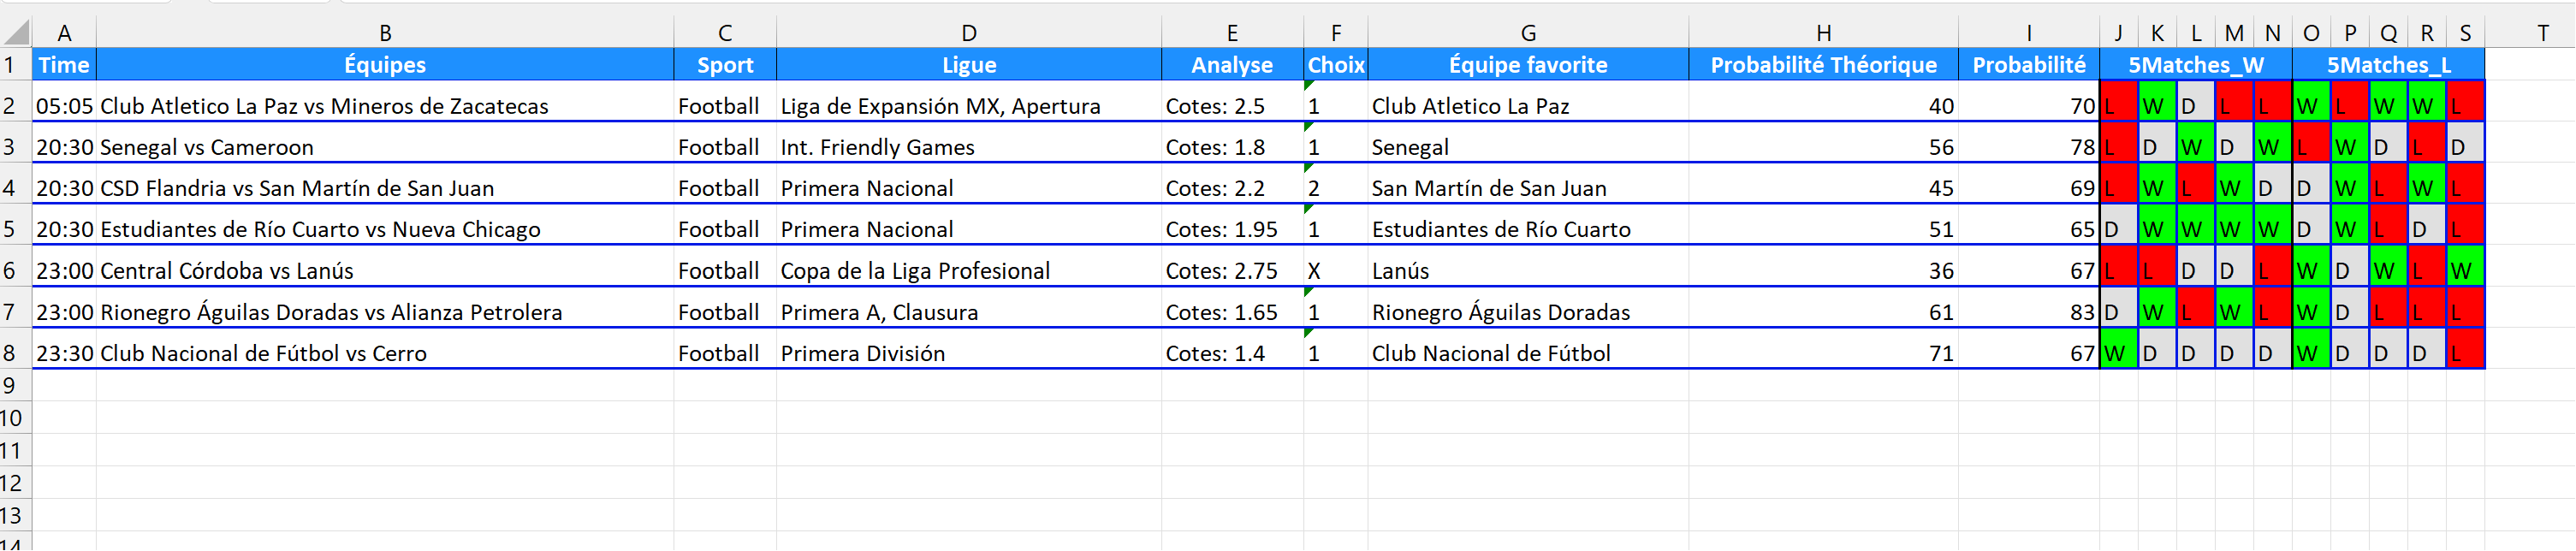 A B C D E F G H I J K L M N O P Q R S T
1 Time Équipes Sport Ligue Analyse Choix Équipe favorite Probabilité Théorique Probabilité 5Matches_W 5Matches_L
2 05:05 Club Atletico La Paz vs Mineros de Zacatecas Football Liga de Expansión MX, Apertura Cotes: 2.5 1 Club Atletico La Paz 40 70 L W D L L W L W W L
3 20:30 Senegal vs Cameroon Football Int. Friendly Games Cotes: 1.8 1 Senegal 56 78 L D W D W L W D L D
4 20:30 CSD Flandria vs San Martín de San Juan Football Primera Nacional Cotes: 2.2 2 San Martín de San Juan 45 69 L W L W D D W L W L
5 20:30 Estudiantes de Río Cuarto vs Nueva Chicago Football Primera Nacional Cotes: 1.95 1 Estudiantes de Río Cuarto 51 65 D W W W W D W L D L
6 23:00 Central Córdoba vs Lanús Football Copa de la Liga Profesional Cotes: 2.75 X Lanús 36 67 L L D D L W D W L W
7 23:00 Rionegro Águilas Doradas vs Alianza Petrolera Football Primera A, Clausura Cotes: 1.65 1 Rionegro Águilas Doradas 61 83 D W L W L W D L L L
8 23:30 Club Nacional de Fútbol vs Cerro Football Primera División Cotes: 1.4 1 Club Nacional de Fútbol 71 67 W D D D D W D D D L
9
10
11
12
13
14